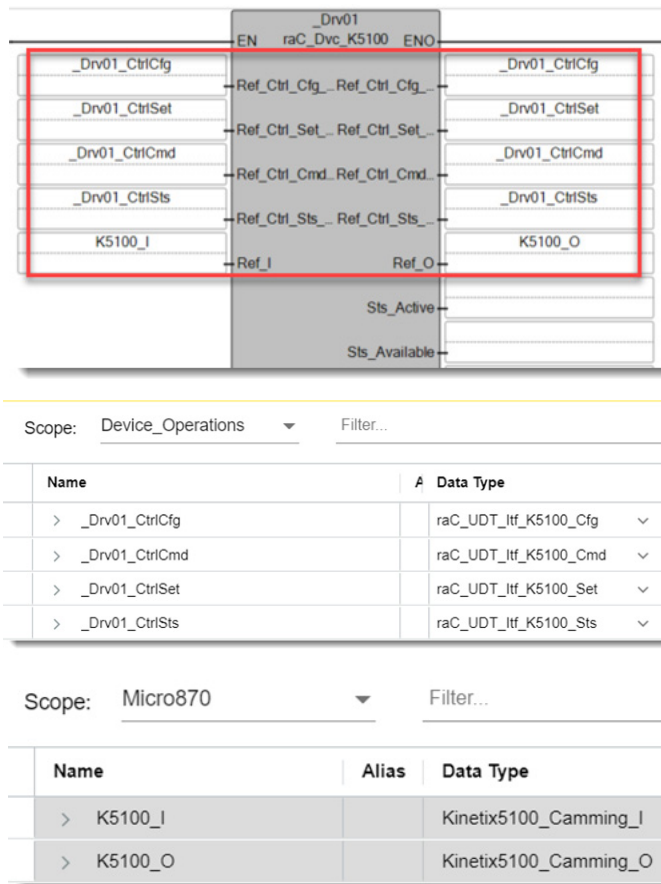 _Drv01
EN raC_Dvc_K5100 ENO
_Drv01_CtrlCfg _Drv01_CtrlCfg
Ref_Ctrl_Cfg_... Ref_Ctrl_Cfg_...
_Drv01_CtrlSet _Drv01_CtrlSet
Ref_Ctrl_Set_... Ref_Ctrl_Set_...
_Drv01_CtrlCmd _Drv01_CtrlCmd
Ref_Ctrl_Cmd... Ref_Ctrl_Cmd...
_Drv01_CtrlSts _Drv01_CtrlSts
Ref_Ctrl_Sts_... Ref_Ctrl_Sts_...
K5100_I K5100_O
Ref_I Ref_O
Sts_Active
Sts_Available
Scope: Device_Operations Filter...
Name A Data Type
_Drv01_CtrlCfg raC_UDT_Itf_K5100_Cfg
_Drv01_CtrlCmd raC_UDT_Itf_K5100_Cmd
_Drv01_CtrlSet raC_UDT_Itf_K5100_Set
_Drv01_CtrlSts raC_UDT_Itf_K5100_Sts
Scope: Micro870 Filter...
Name Alias Data Type
K5100_I Kinetix5100_Camming_I
K5100_O Kinetix5100_Camming_O